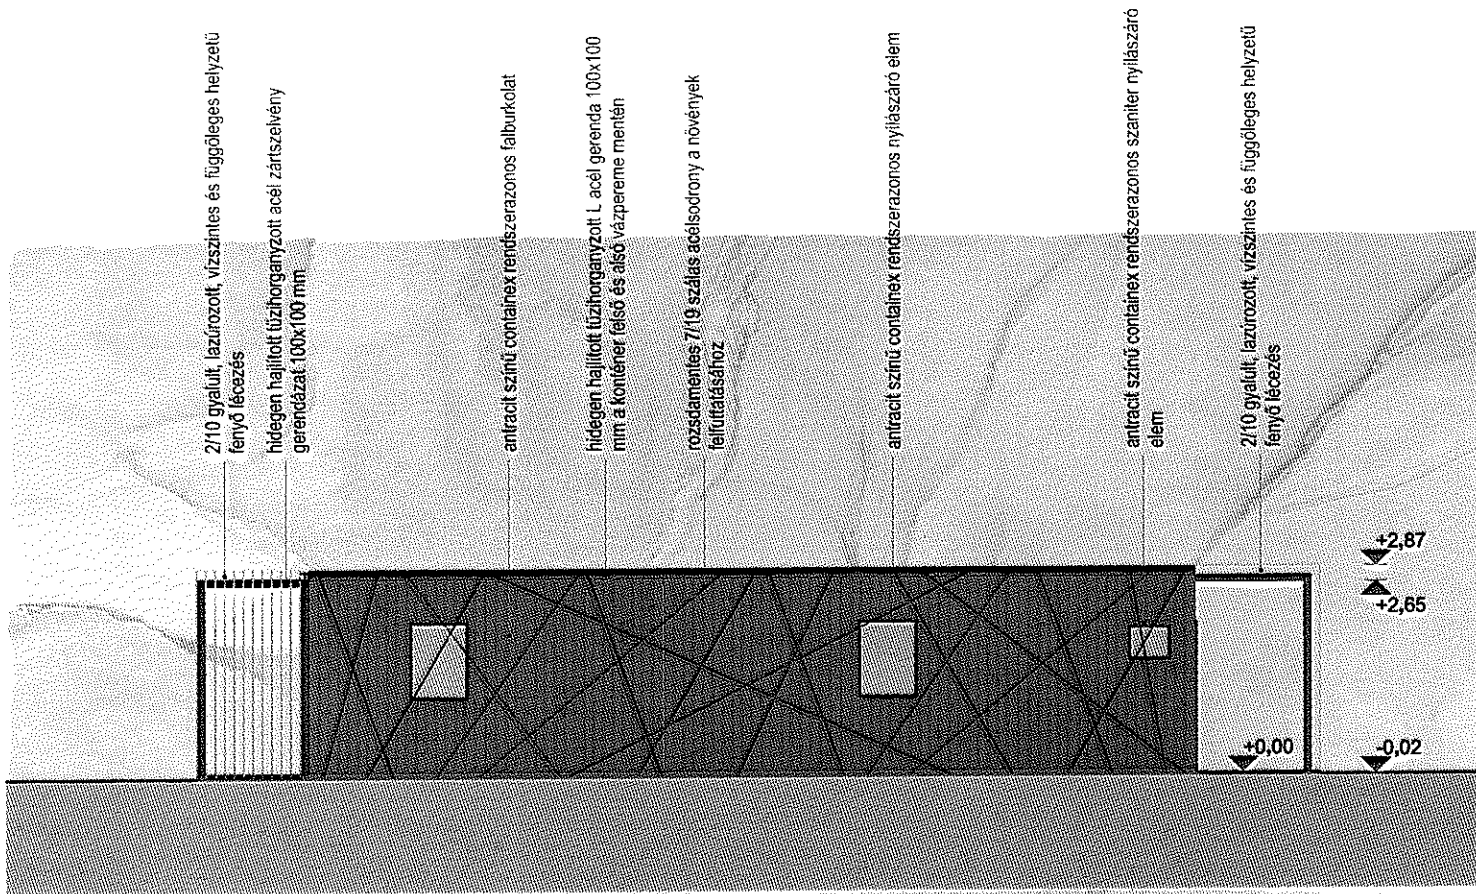 2/10 gyalult, lazúrozott, vízszintes és függőleges helyzetű
fenyő lécezés
hidegen hajlított tüzihorganyzott acél zártszelvény
gerendázat 100x100 mm
antracit színű containex rendszerazonos falburkolat
hidegen hajlított tüzihorganyzott L acél gerenda 100x100
mm a konténer felső és alsó vázpereme mentén
rozsdamentes 7/19 szálas acélsodrony a növények
felfuttatásához
antracit színű containex rendszerazonos nyílászáró elem
antracit színű containex rendszerazonos szaniter nyílászáró
elem
2/10 gyalult, lazúrozott, vízszintes és függőleges helyzetű
fenyő lécezés
+2,87
+2,65
+0,00
-0,02